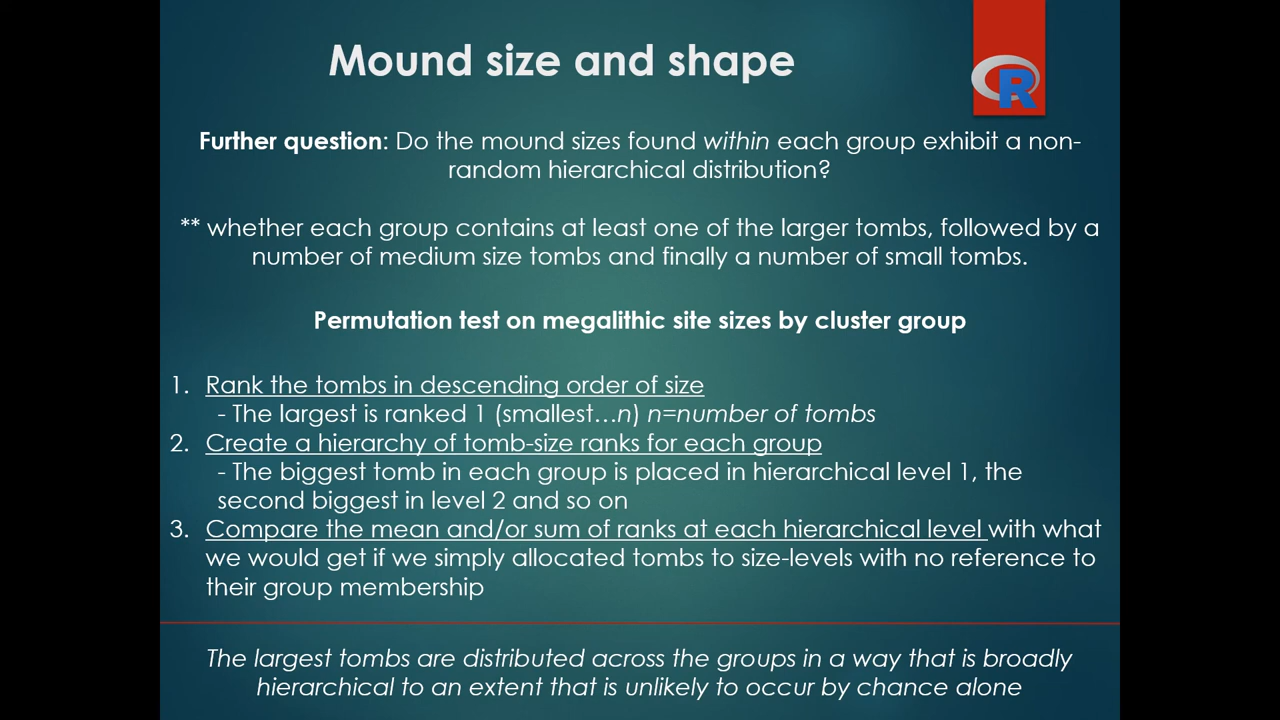 Mound size and shape
R
Further question: Do the mound sizes found within each group exhibit a non-
random hierarchical distribution?
** whether each group contains at least one of the larger tombs, followed by a
number of medium size tombs and finally a number of small tombs.
Permutation test on megalithic site sizes by cluster group
1. Rank the tombs in descending order of size
- The largest is ranked 1 (smallest…n) n=number of tombs
2. Create a hierarchy of tomb-size ranks for each group
- The biggest tomb in each group is placed in hierarchical level 1, the
second biggest in level 2 and so on
3. Compare the mean and/or sum of ranks at each hierarchical level with what
we would get if we simply allocated tombs to size-levels with no reference to
their group membership
The largest tombs are distributed across the groups in a way that is broadly
hierarchical to an extent that is unlikely to occur by chance alone